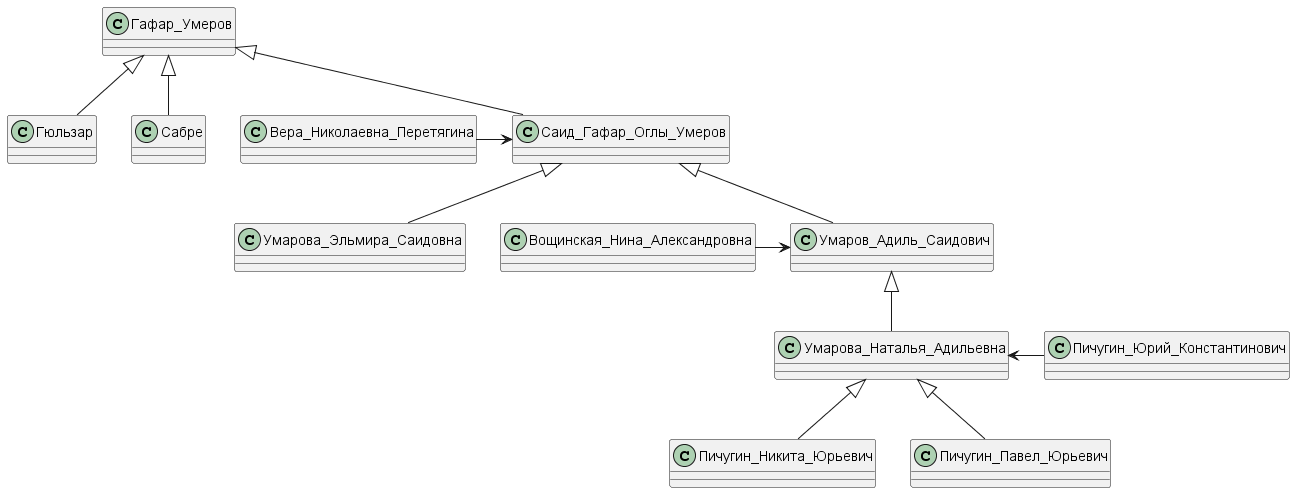 C Гафар_Умеров
C Гюльзар
C Сабре
C Вера_Николаевна_Перетягина
C Саид_Гафар_Оглы_Умеров
C Умарова_Эльмира_Саидовна
C Вощинская_Нина_Александровна
C Умаров_Адиль_Саидович
C Умарова_Наталья_Адильевна
C Пичугин_Юрий_Константинович
C Пичугин_Никита_Юрьевич
C Пичугин_Павел_Юрьевич